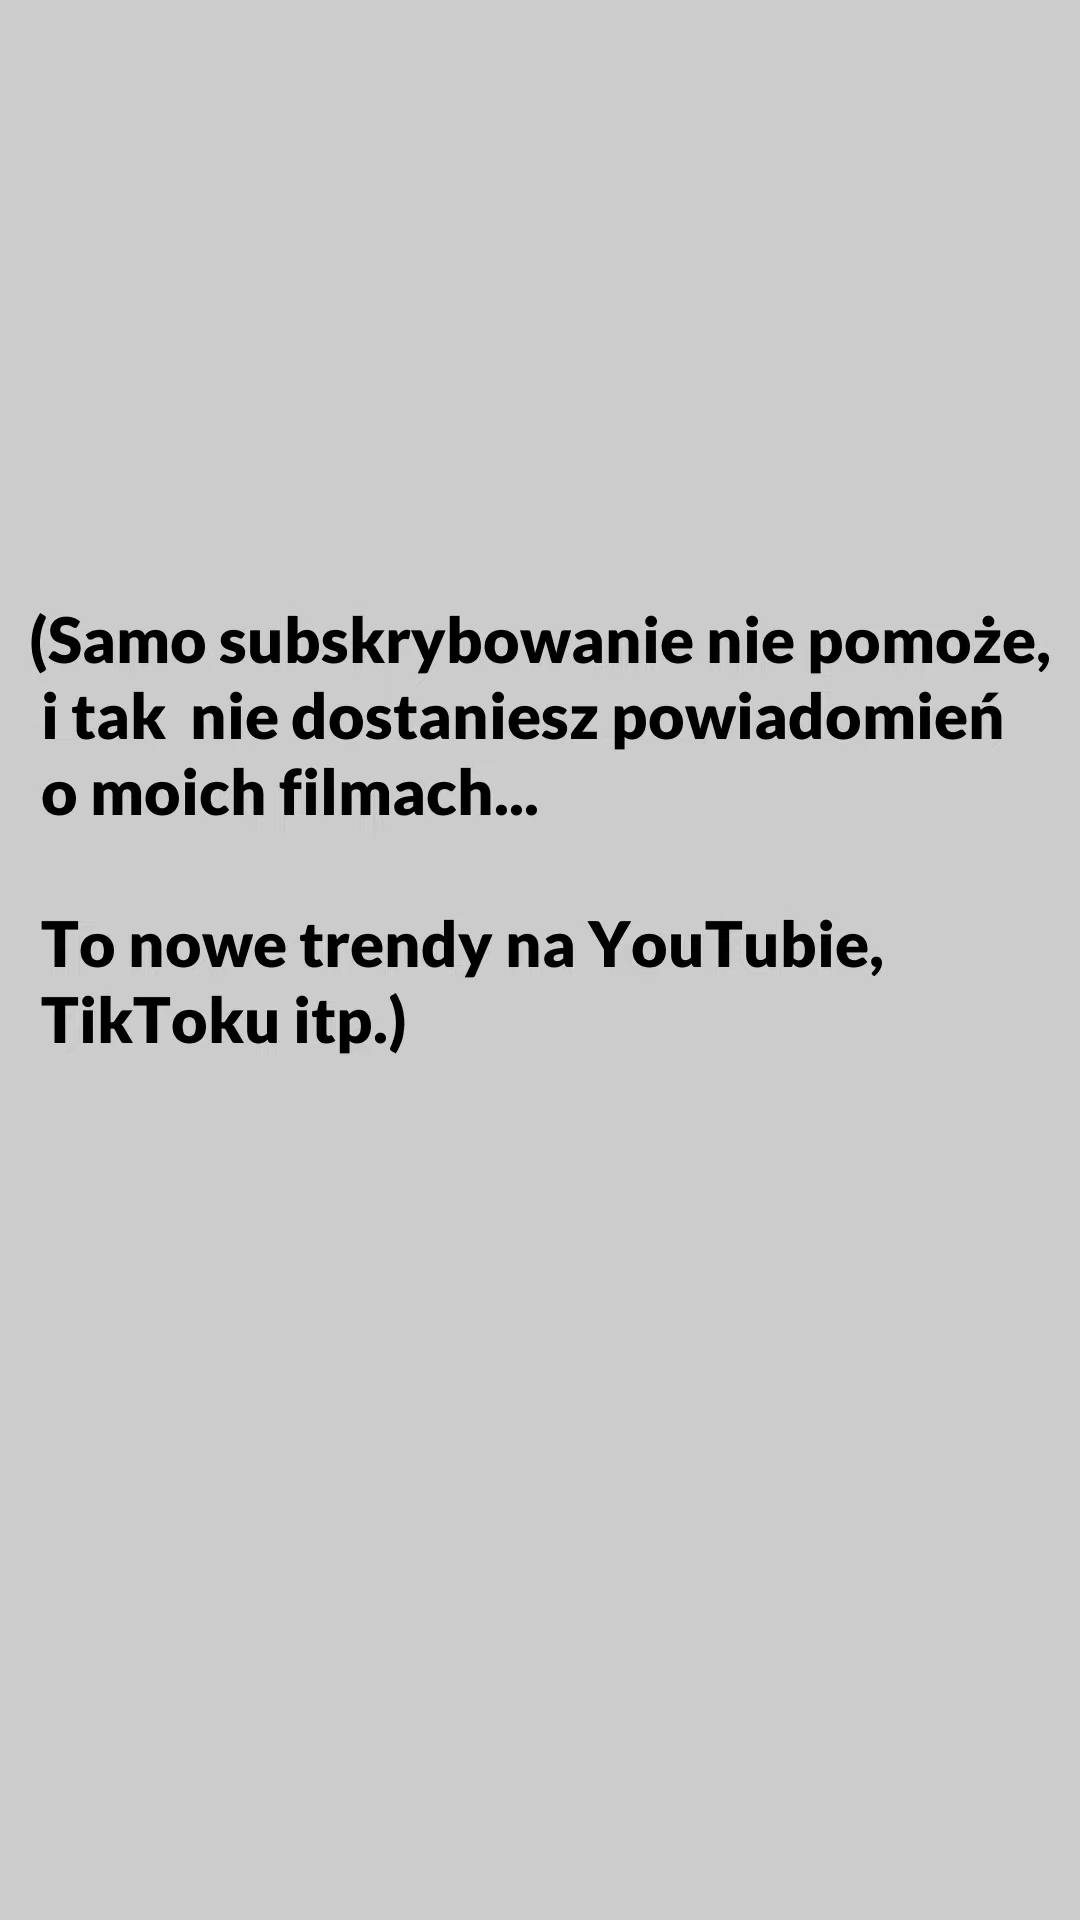 (Samo subskrybowanie nie pomoże,
i tak  nie dostaniesz powiadomień
o moich filmach...
To nowe trendy na YouTubie,
TikToku itp.)